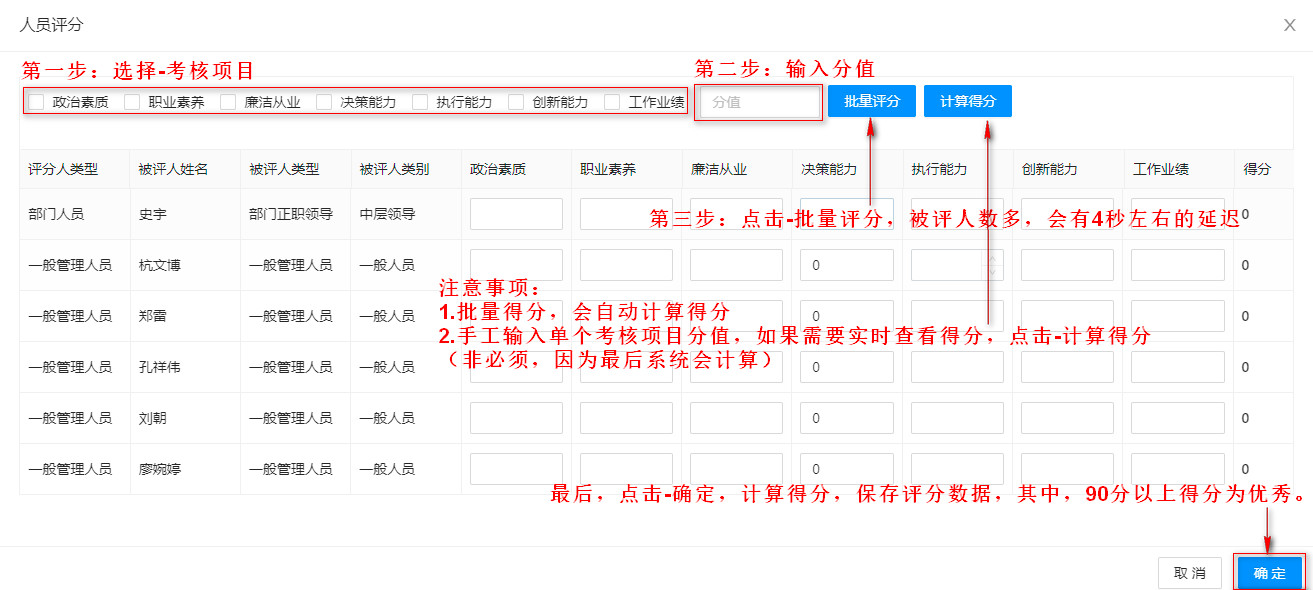 人员评分
第一步：选择-考核项目
第二步：输入分值
政治素质 职业素养 廉洁从业 决策能力 执行能力 创新能力 工作业绩 分值 批量评分 计算得分
评分人类型 被评人姓名 被评人类型 被评人类别 政治素质 职业素养 廉洁从业 决策能力 执行能力 创新能力 工作业绩 得分
部门人员 史宇 部门正职领导 中层领导 0
第三步：点击-批量评分，被评人数多，会有4秒左右的延迟
一般管理人员 杭文博 一般管理人员 一般人员 0 0
注意事项：
1.批量得分，会自动计算得分
一般管理人员 郑雷 一般管理人员 一般人员 0 0
2.手工输入单个考核项目分值，如果需要实时查看得分，点击-计算得分
（非必须，因为最后系统会计算）
一般管理人员 孔祥伟 一般管理人员 一般人员 0 0
一般管理人员 刘朝 一般管理人员 一般人员 0 0
一般管理人员 廖婉婷 一般管理人员 一般人员 0 0
最后，点击-确定，计算得分，保存评分数据，其中，90分以上得分为优秀。
取消 确定